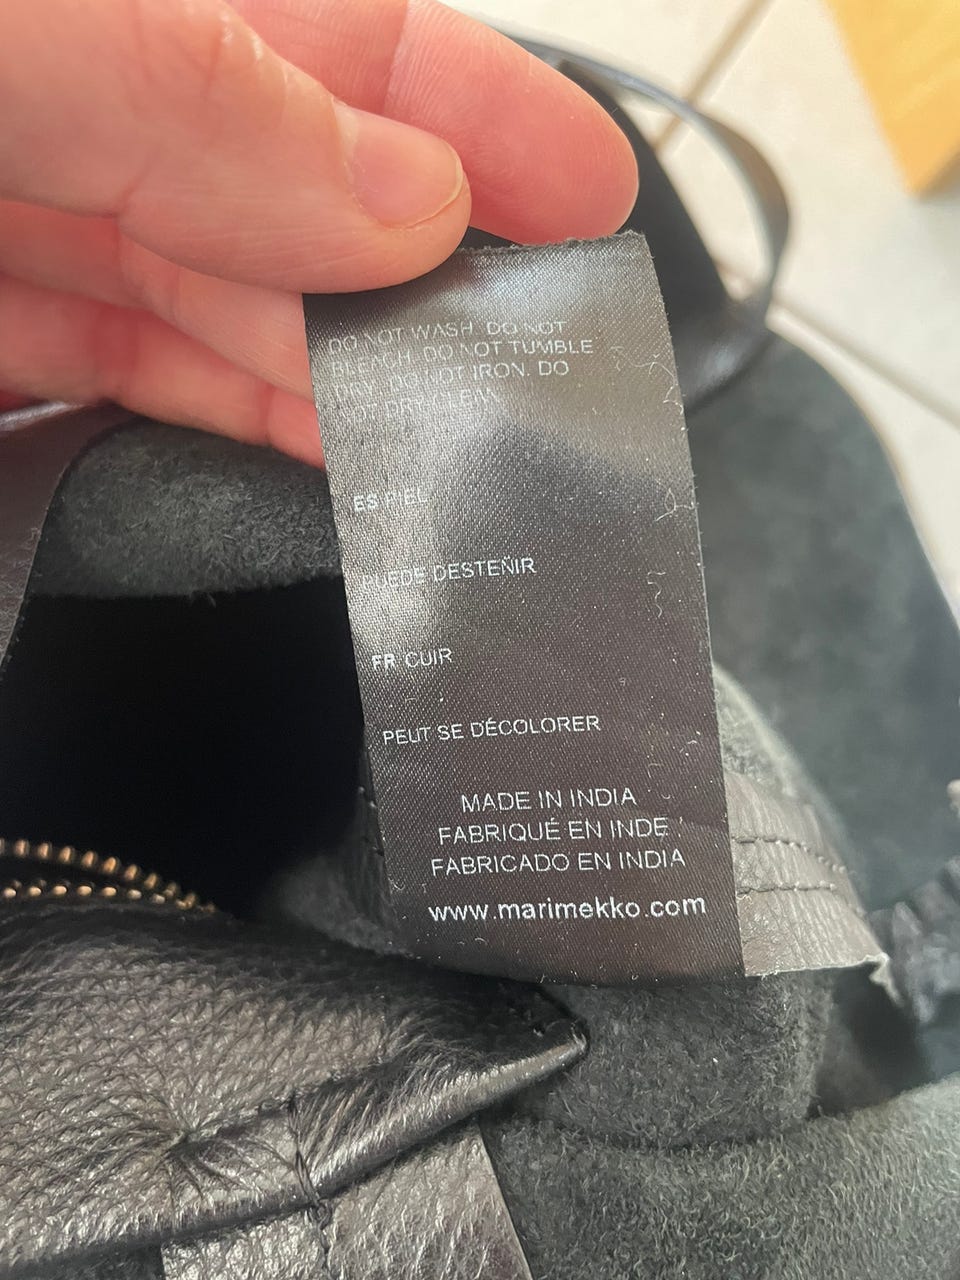 DO NOT WASH. DO NOT
BLEACH. DO NOT TUMBLE
DRY. DO NOT IRON. DO
NOT DRY CLEAN.
ES PIEL
PUEDE DESTEÑIR
FR CUIR
PEUT SE DÉCOLORER
MADE IN INDIA
FABRIQUÉ EN INDE
FABRICADO EN INDIA
www.marimekko.com